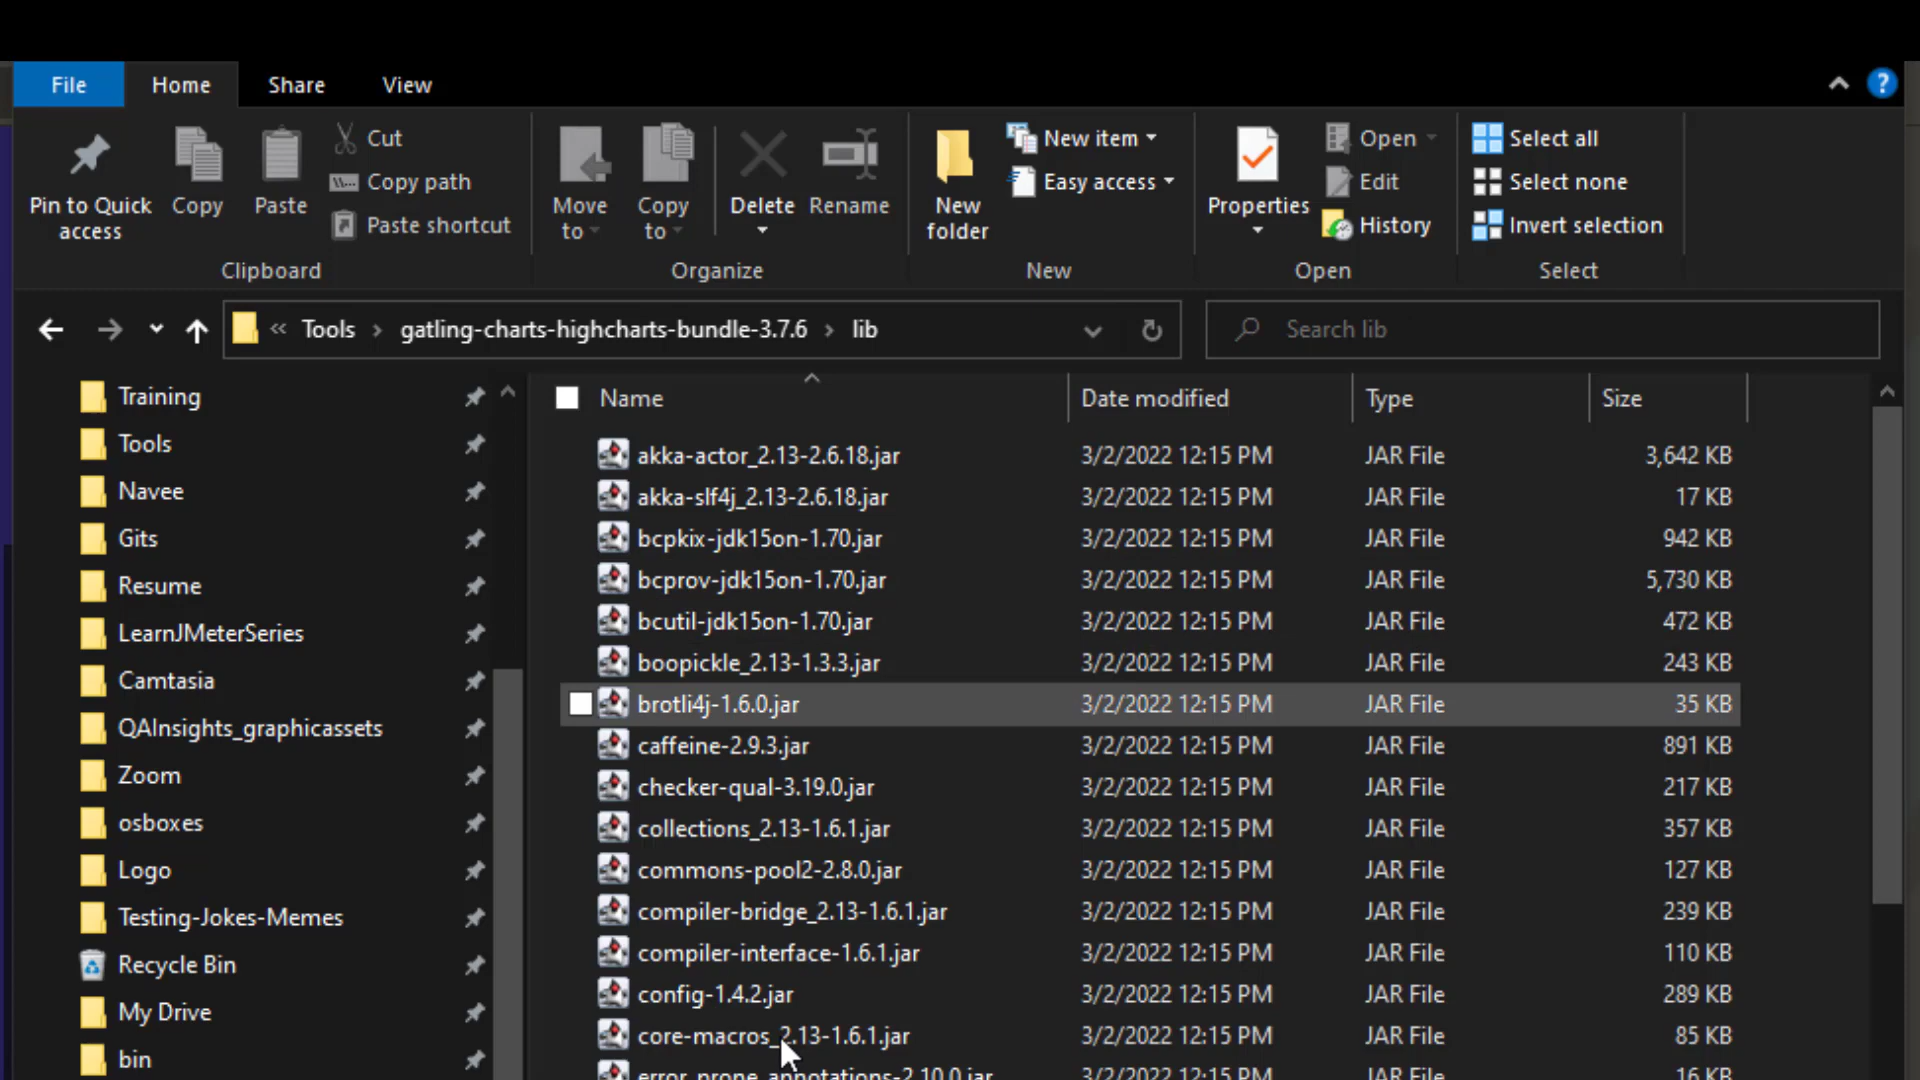 File Home Share View ?
Pin to Quick access
Copy
Paste
Cut
Copy path
Paste shortcut
Clipboard
Move to
Copy to
Delete
Rename
Organize
New folder
New item
Easy access
New
Properties
Open
Edit
History
Open
Select all
Select none
Invert selection
Select
« Tools › gatling-charts-highcharts-bundle-3.7.6 › lib
Search lib
Training
Tools
Navee
Gits
Resume
LearnJMeterSeries
Camtasia
QAInsights_graphicassets
Zoom
osboxes
Logo
Testing-Jokes-Memes
Recycle Bin
My Drive
bin
Name Date modified Type Size
akka-actor_2.13-2.6.18.jar 3/2/2022 12:15 PM JAR File 3,642 KB
akka-slf4j_2.13-2.6.18.jar 3/2/2022 12:15 PM JAR File 17 KB
bcpkix-jdk15on-1.70.jar 3/2/2022 12:15 PM JAR File 942 KB
bcprov-jdk15on-1.70.jar 3/2/2022 12:15 PM JAR File 5,730 KB
bcutil-jdk15on-1.70.jar 3/2/2022 12:15 PM JAR File 472 KB
boopickle_2.13-1.3.3.jar 3/2/2022 12:15 PM JAR File 243 KB
brotli4j-1.6.0.jar 3/2/2022 12:15 PM JAR File 35 KB
caffeine-2.9.3.jar 3/2/2022 12:15 PM JAR File 891 KB
checker-qual-3.19.0.jar 3/2/2022 12:15 PM JAR File 217 KB
collections_2.13-1.6.1.jar 3/2/2022 12:15 PM JAR File 357 KB
commons-pool2-2.8.0.jar 3/2/2022 12:15 PM JAR File 127 KB
compiler-bridge_2.13-1.6.1.jar 3/2/2022 12:15 PM JAR File 239 KB
compiler-interface-1.6.1.jar 3/2/2022 12:15 PM JAR File 110 KB
config-1.4.2.jar 3/2/2022 12:15 PM JAR File 289 KB
core-macros_2.13-1.6.1.jar 3/2/2022 12:15 PM JAR File 85 KB
error_prone_annotations-2.10.0.jar 3/2/2022 12:15 PM JAR File 16 KB